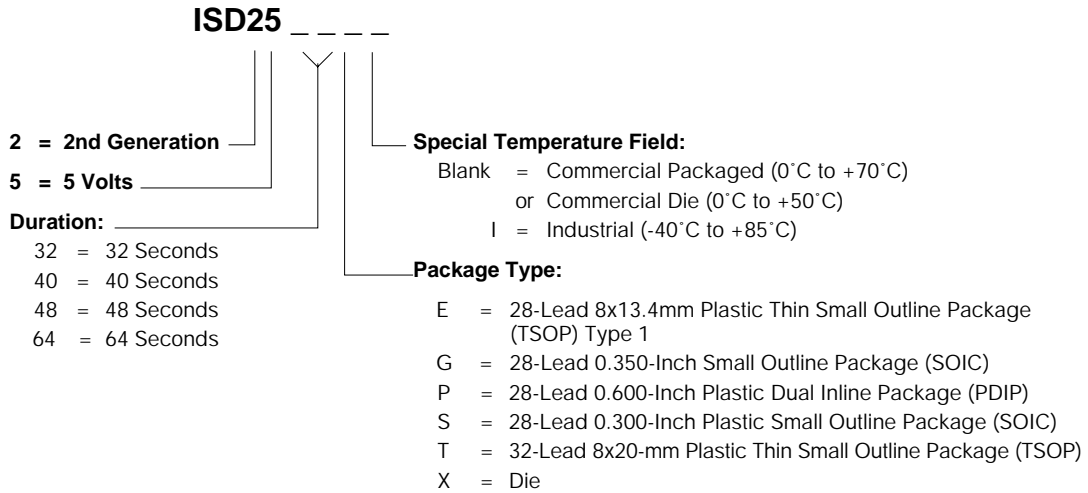 ISD25 _ _ _ _
2 = 2nd Generation
5 = 5 Volts
Duration:
32 = 32 Seconds
40 = 40 Seconds
48 = 48 Seconds
64 = 64 Seconds
Special Temperature Field:
Blank = Commercial Packaged (0˚C to +70˚C)
or Commercial Die (0˚C to +50˚C)
I = Industrial (-40˚C to +85˚C)
Package Type:
E = 28-Lead 8x13.4mm Plastic Thin Small Outline Package
(TSOP) Type 1
G = 28-Lead 0.350-Inch Small Outline Package (SOIC)
P = 28-Lead 0.600-Inch Plastic Dual Inline Package (PDIP)
S = 28-Lead 0.300-Inch Plastic Small Outline Package (SOIC)
T = 32-Lead 8x20-mm Plastic Thin Small Outline Package (TSOP)
X = Die